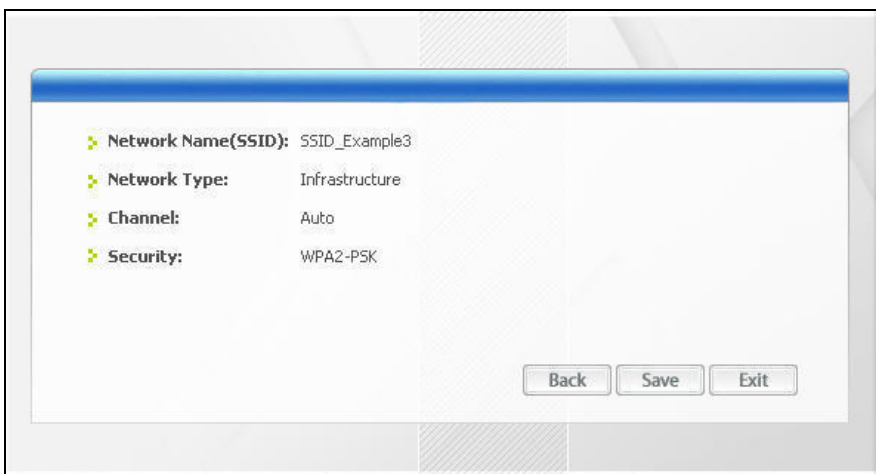 Network Name(SSID): SSID_Example3
Network Type: Infrastructure
Channel: Auto
Security: WPA2-PSK
Back Save Exit